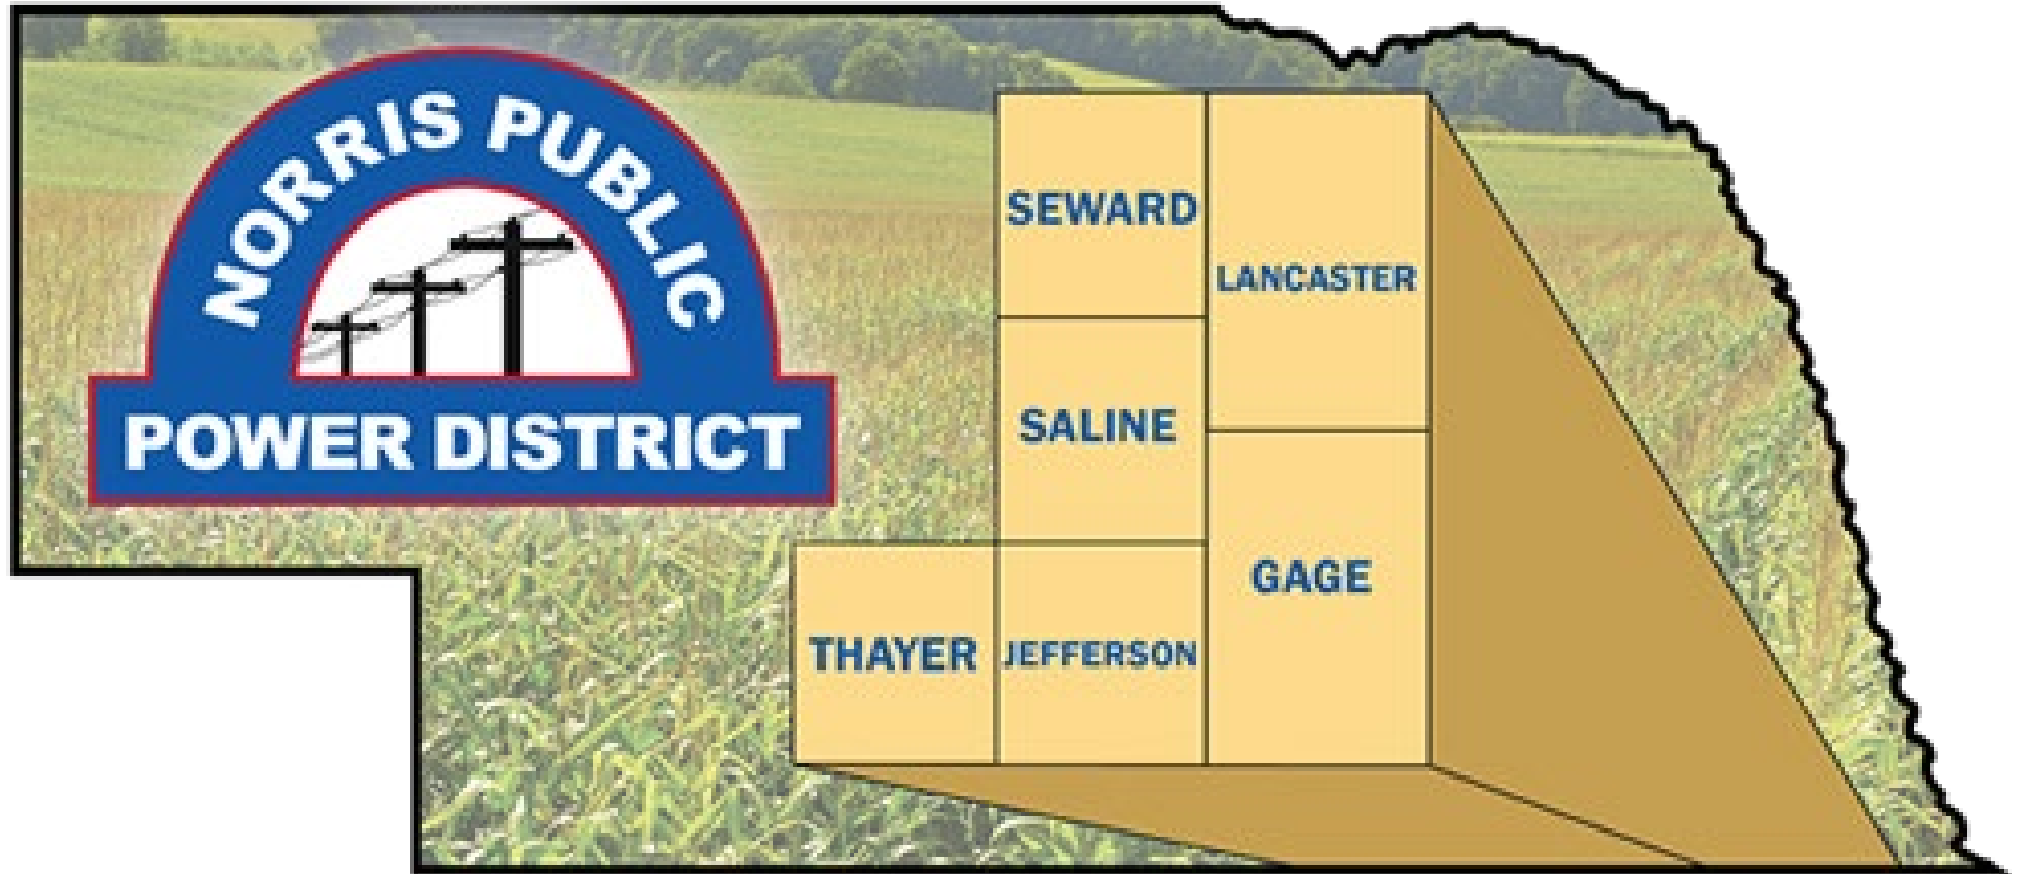 NORRIS PUBLIC
POWER DISTRICT
SEWARD
LANCASTER
SALINE
GAGE
THAYER
JEFFERSON